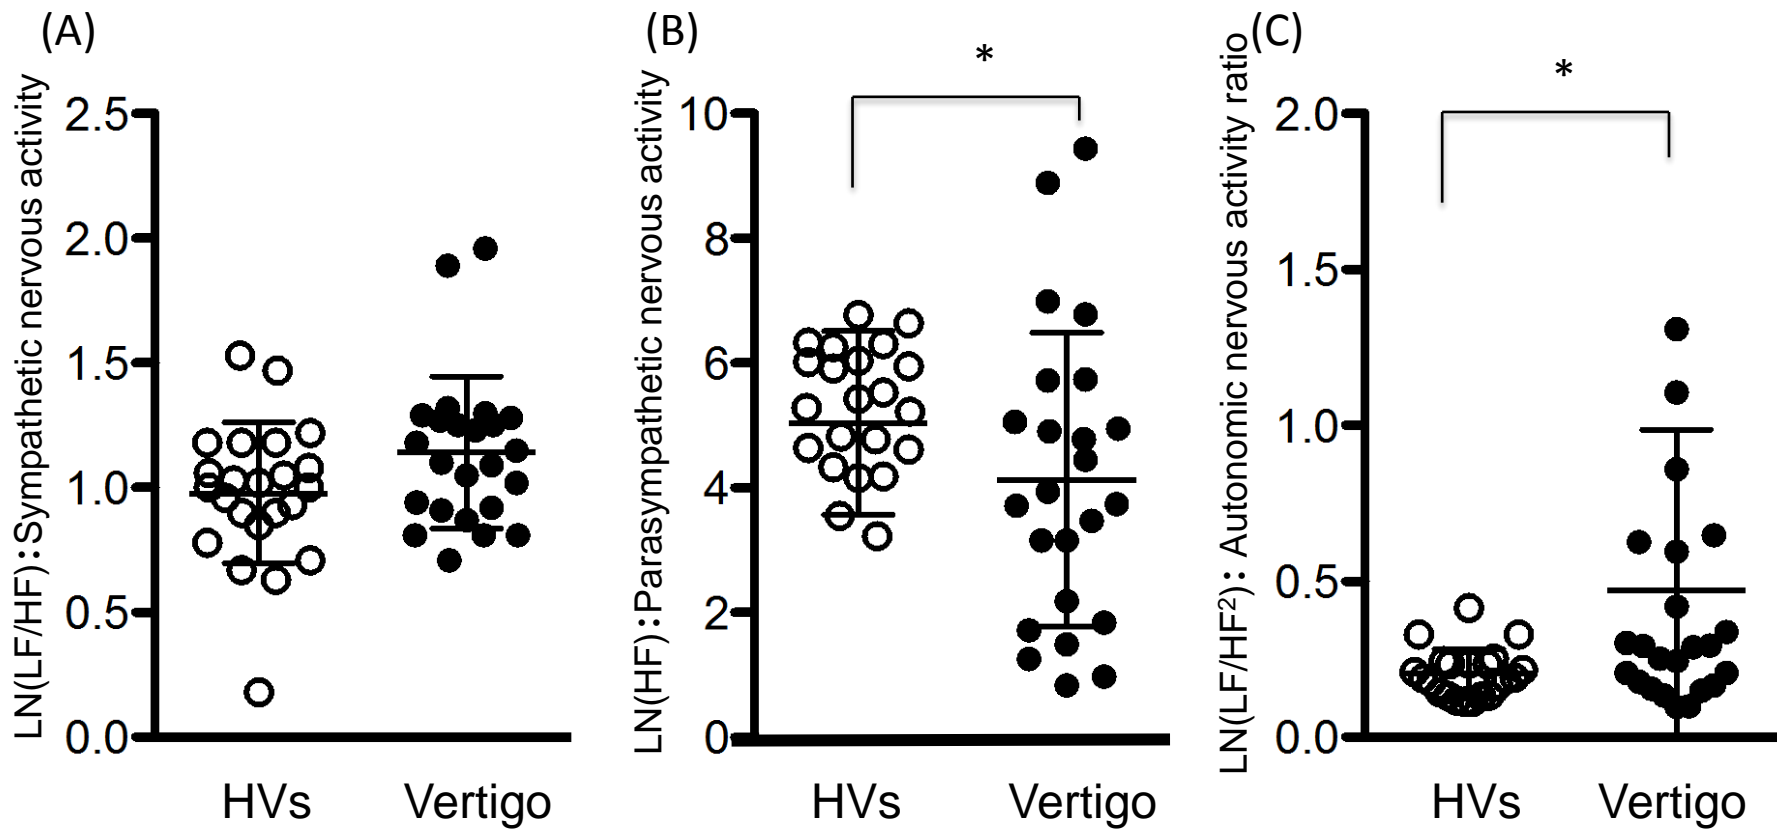 (A)
LN(LF/HF):Sympathetic nervous activity
2.5
2.0
1.5
1.0
0.5
0.0
HVs
Vertigo
(B)
LN(HF):Parasympathetic nervous activity
10
8
6
4
2
0
*
HVs
Vertigo
(C)
LN(LF/HF²): Autonomic nervous activity ratio
2.0
1.5
1.0
0.5
0.0
*
HVs
Vertigo